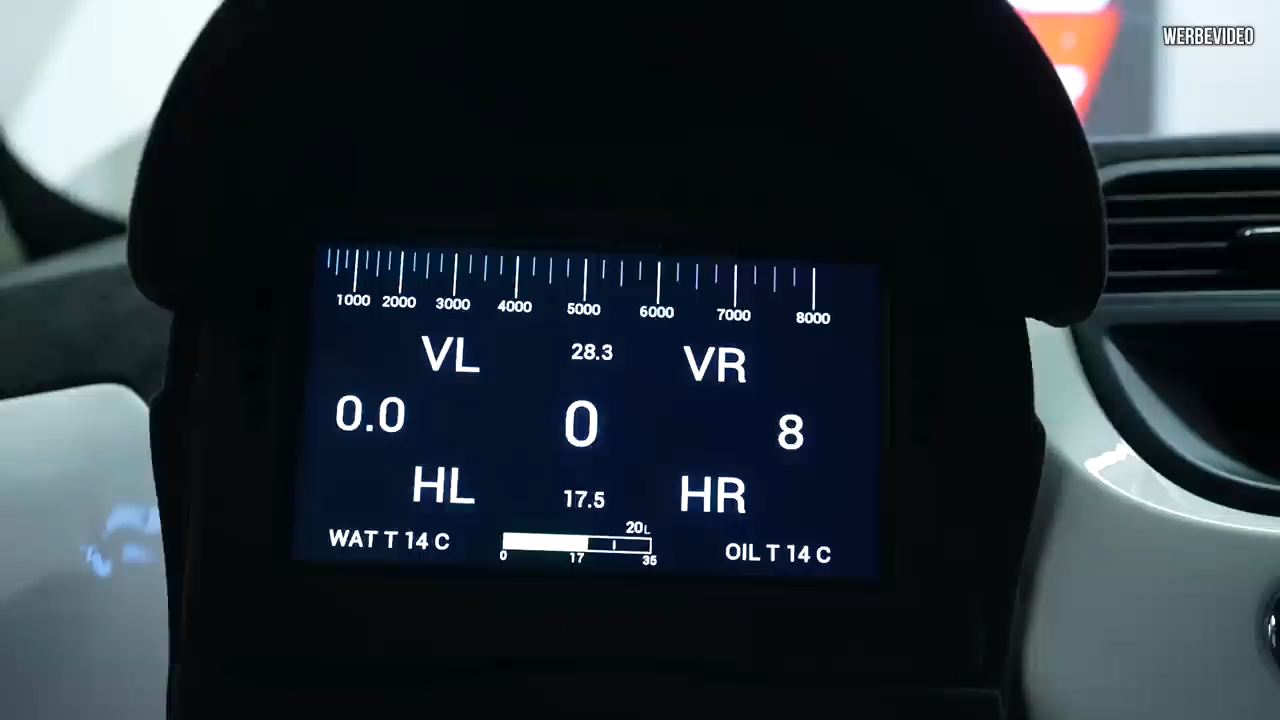 WERBEVIDEO
1000 2000 3000 4000 5000 6000 7000 8000
VL 28.3 VR
0.0 0 8
HL 17.5 HR
20L
WAT T 14 C OIL T 14 C
0 17 35